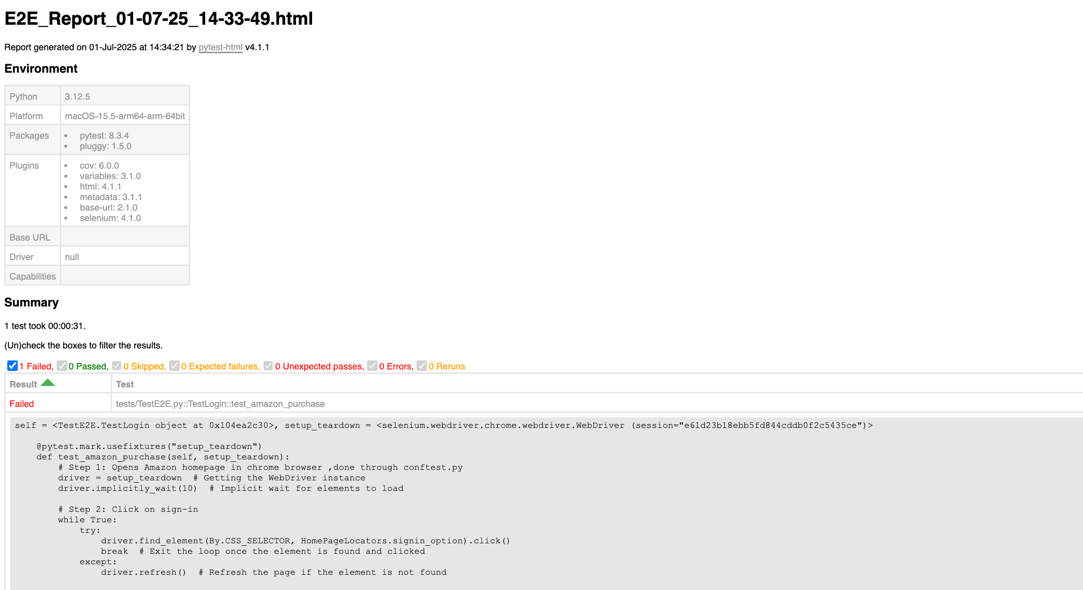 E2E_Report_01-07-25_14-33-49.html
Report generated on 01-Jul-2025 at 14:34:21 by pytest-html v4.1.1
Environment
Python 3.12.5
Platform macOS-15.5-arm64-arm-64bit
Packages • pytest: 8.3.4
• pluggy: 1.5.0
Plugins • cov: 6.0.0
• variables: 3.1.0
• html: 4.1.1
• metadata: 3.1.1
• base-url: 2.1.0
• selenium: 4.1.0
Base URL
Driver null
Capabilities
Summary
1 test took 00:00:31.
(Un)check the boxes to filter the results.
1 Failed, 0 Passed, 0 Skipped, 0 Expected failures, 0 Unexpected passes, 0 Errors, 0 Reruns
Result Test
Failed tests/TestE2E.py::TestLogin::test_amazon_purchase
self = <TestE2E.TestLogin object at 0x104ea2c30>, setup_teardown = <selenium.webdriver.chrome.webdriver.WebDriver (session="e61d23b18ebb5fd844cddb0f2c5435ce")>
@pytest.mark.usefixtures("setup_teardown")
def test_amazon_purchase(self, setup_teardown):
# Step 1: Opens Amazon homepage in chrome browser ,done through conftest.py
driver = setup_teardown  # Getting the WebDriver instance
driver.implicitly_wait(10)  # Implicit wait for elements to load
# Step 2: Click on sign-in
while True:
try:
driver.find_element(By.CSS_SELECTOR, HomePageLocators.signin_option).click()
break  # Exit the loop once the element is found and clicked
except:
driver.refresh()  # Refresh the page if the element is not found